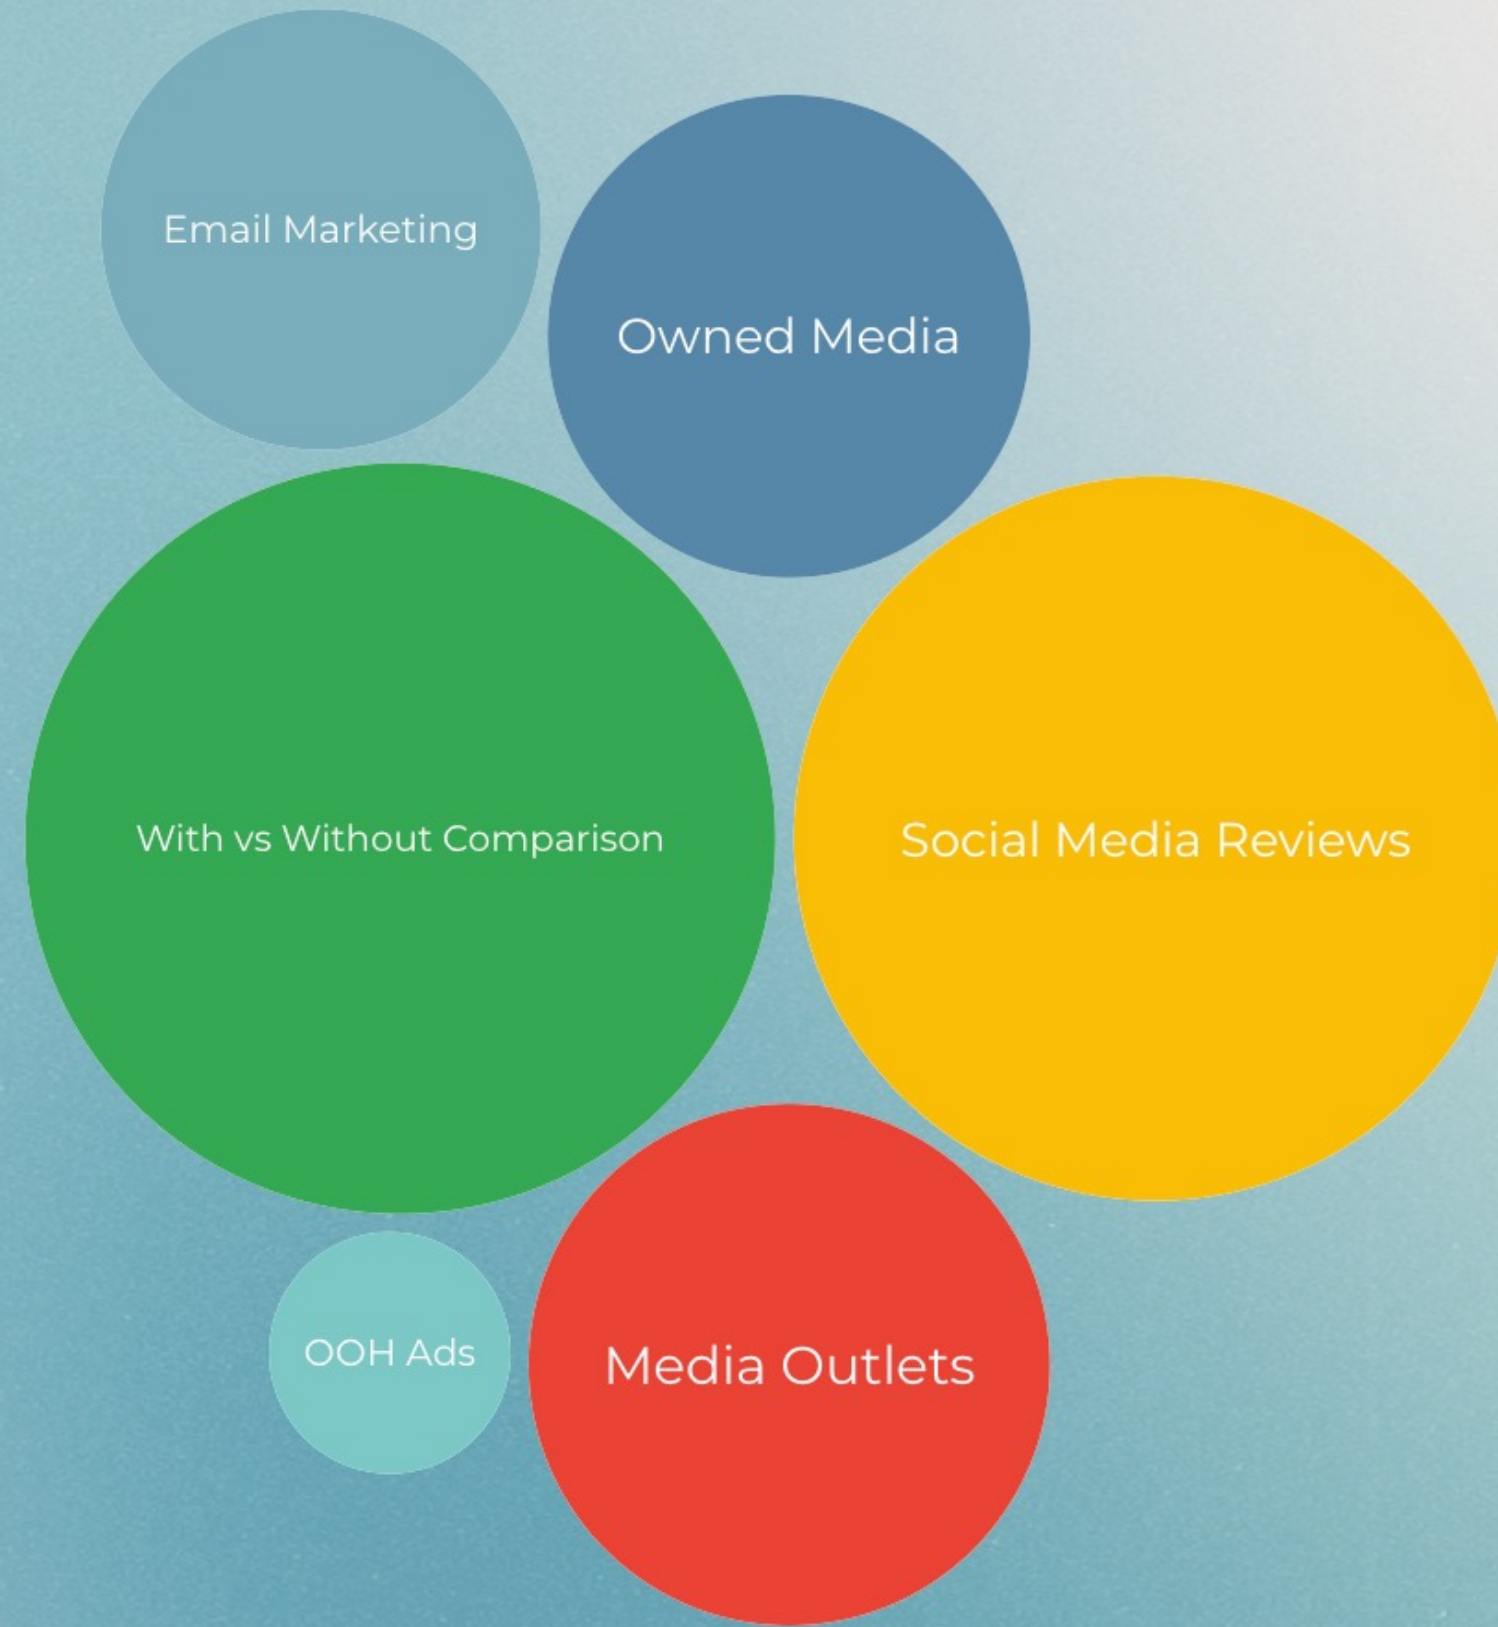 Email Marketing
Owned Media
With vs Without Comparison
Social Media Reviews
OOH Ads
Media Outlets